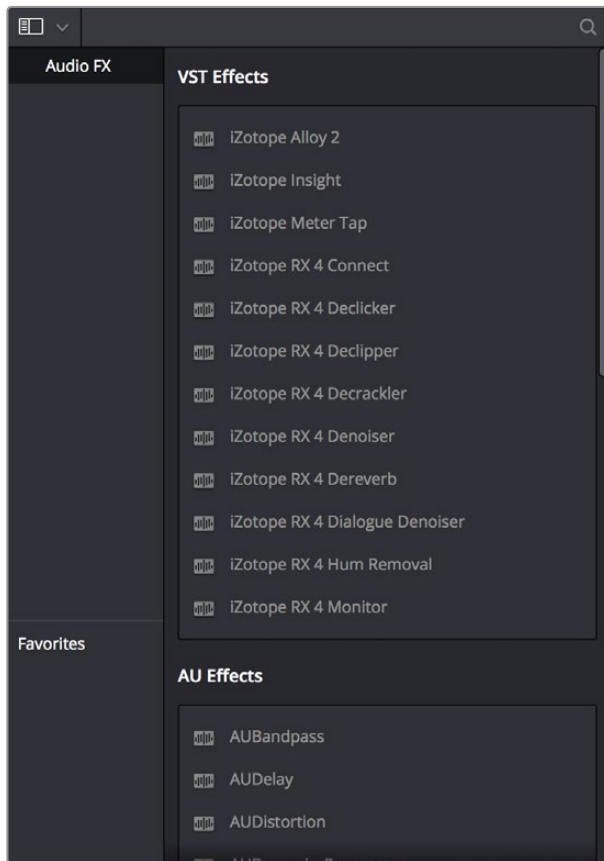 Audio FX
Favorites
VST Effects
iZotope Alloy 2
iZotope Insight
iZotope Meter Tap
iZotope RX 4 Connect
iZotope RX 4 Declicker
iZotope RX 4 Declipper
iZotope RX 4 Decrackler
iZotope RX 4 Denoiser
iZotope RX 4 Dereverb
iZotope RX 4 Dialogue Denoiser
iZotope RX 4 Hum Removal
iZotope RX 4 Monitor
AU Effects
AUBandpass
AUDelay
AUDistortion